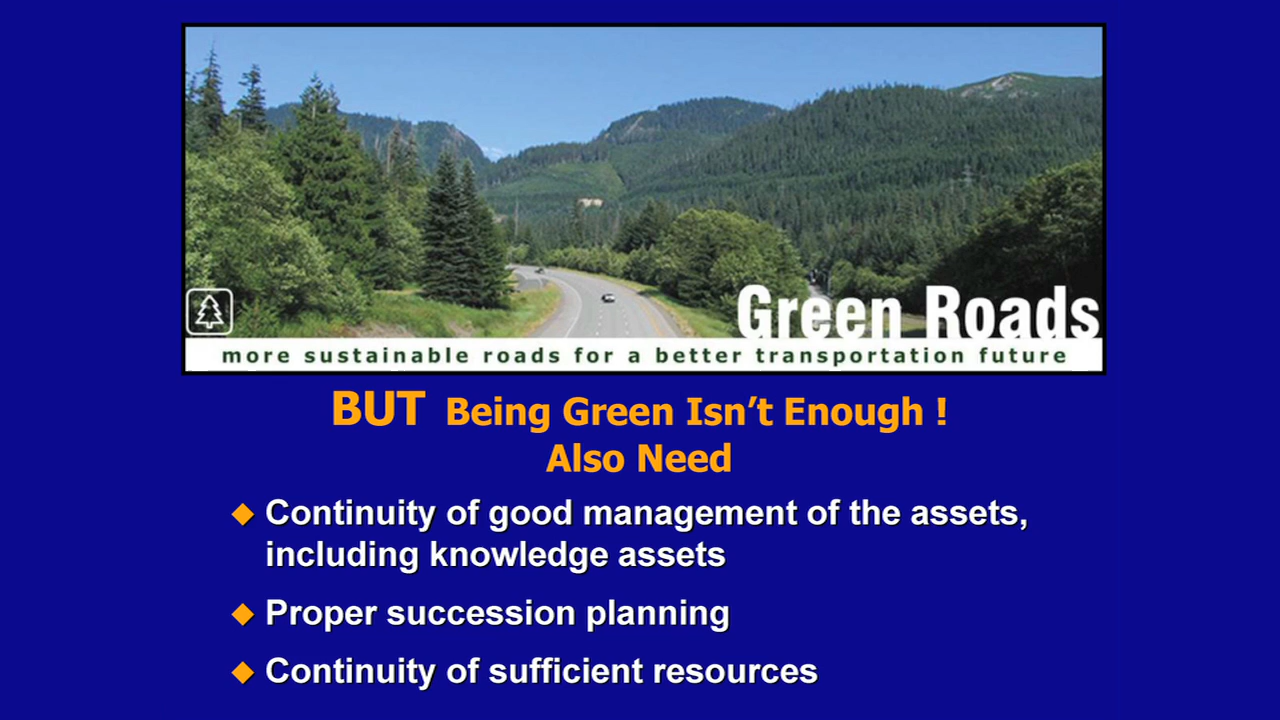 Green Roads
more sustainable roads for a better transportation future
BUT Being Green Isn’t Enough !
Also Need
Continuity of good management of the assets,
including knowledge assets
Proper succession planning
Continuity of sufficient resources